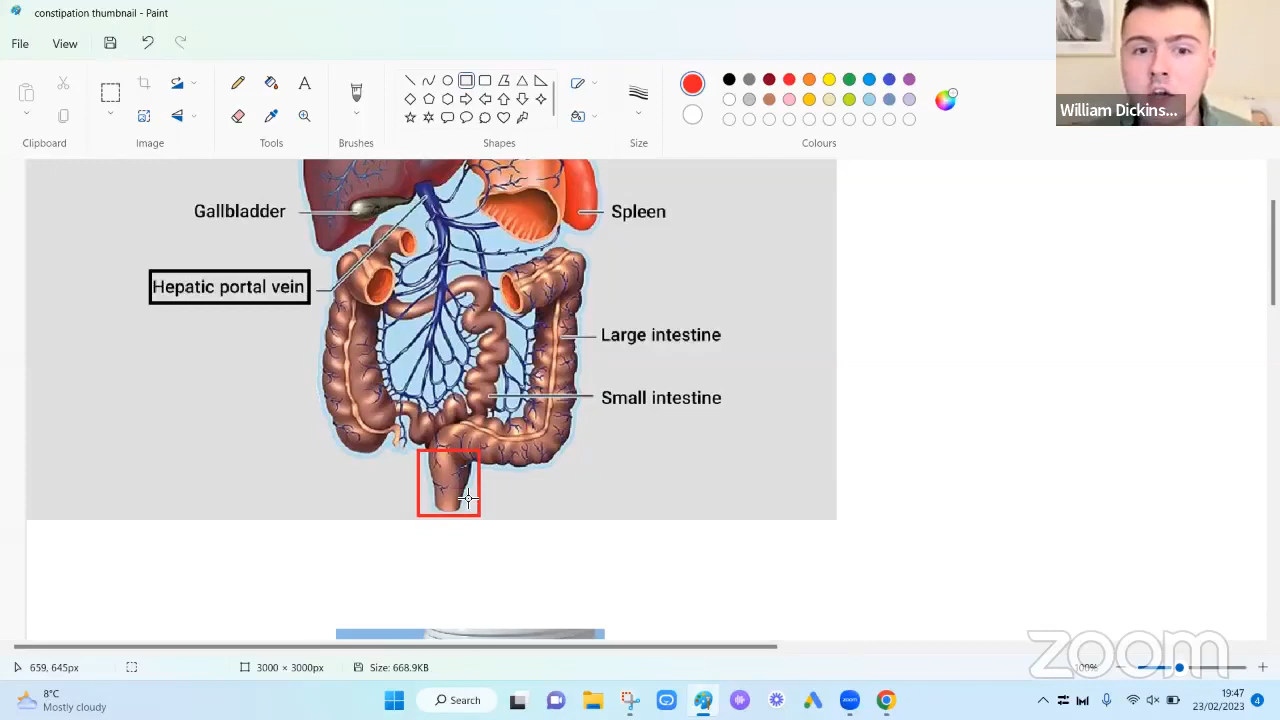 constipation thumbnail - Paint
File
View
Clipboard
Image
Tools
Brushes
Shapes
Size
Colours
William Dickins...
Gallbladder
Spleen
Hepatic portal vein
Large intestine
Small intestine
659, 645px
3000 × 3000px
Size: 668.9KB
100%
zoom
8°C
Mostly cloudy
Search
zoom
19:47
23/02/2023
4